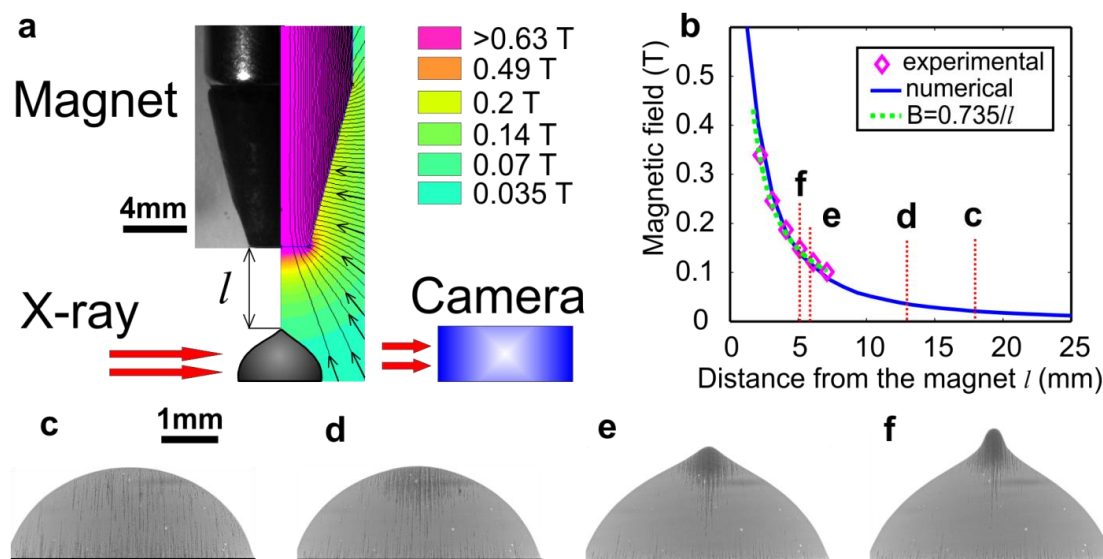 a
Magnet
4mm
l
X-ray
Camera
>0.63 T
0.49 T
0.2 T
0.14 T
0.07 T
0.035 T
b
Magnetic field (T)
0.5
0.4
0.3
0.2
0.1
0
experimental
numerical
B=0.735/l
f
e
d
c
0 5 10 15 20 25
Distance from the magnet l (mm)
c
1mm
d
e
f